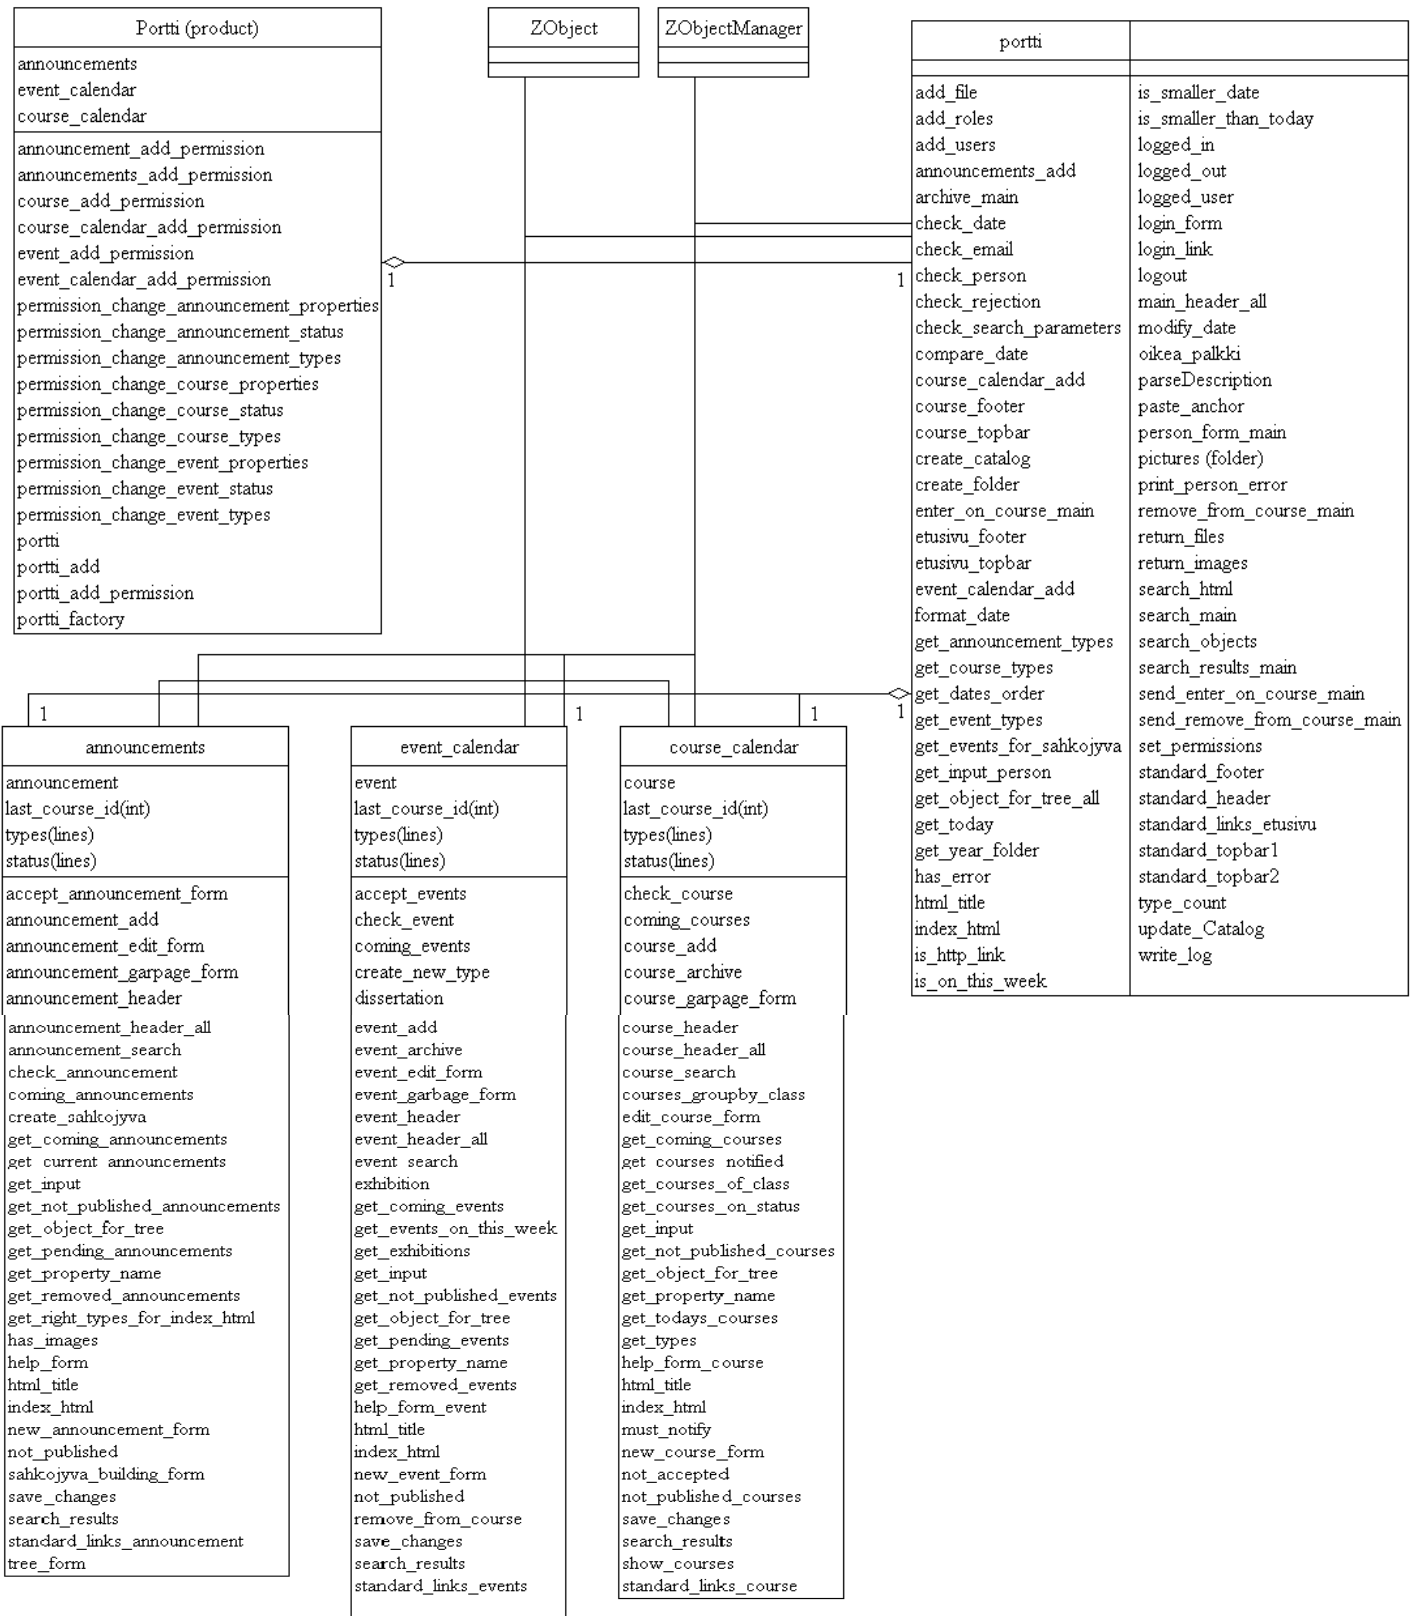 Portti (product)
announcements
event_calendar
course_calendar
announcement_add_permission
announcements_add_permission
course_add_permission
course_calendar_add_permission
event_add_permission
event_calendar_add_permission
permission_change_announcement_properties
permission_change_announcement_status
permission_change_announcement_types
permission_change_course_properties
permission_change_course_status
permission_change_course_types
permission_change_event_properties
permission_change_event_status
permission_change_event_types
portti
portti_add
portti_add_permission
portti_factory
ZObject
ZObjectManager
1
1
portti
add_file
add_roles
add_users
announcements_add
archive_main
check_date
check_email
check_person
check_rejection
check_search_parameters
compare_date
course_calendar_add
course_footer
course_topbar
create_catalog
create_folder
enter_on_course_main
etusivu_footer
etusivu_topbar
event_calendar_add
format_date
get_announcement_types
get_course_types
get_dates_order
get_event_types
get_events_for_sahkojyva
get_input_person
get_object_for_tree_all
get_today
get_year_folder
has_error
html_title
index_html
is_http_link
is_on_this_week
is_smaller_date
is_smaller_than_today
logged_in
logged_out
logged_user
login_form
login_link
logout
main_header_all
modify_date
oikea_palkki
parseDescription
paste_anchor
person_form_main
pictures (folder)
print_person_error
remove_from_course_main
return_files
return_images
search_html
search_main
search_objects
search_results_main
send_enter_on_course_main
send_remove_from_course_main
set_permissions
standard_footer
standard_header
standard_links_etusivu
standard_topbar1
standard_topbar2
type_count
update_Catalog
write_log
1
1
1
1
announcements
announcement
last_course_id(int)
types(lines)
status(lines)
accept_announcement_form
announcement_add
announcement_edit_form
announcement_garpage_form
announcement_header
announcement_header_all
announcement_search
check_announcement
coming_announcements
create_sahkojyva
get_coming_announcements
get_current_announcements
get_input
get_not_published_announcements
get_object_for_tree
get_pending_announcements
get_property_name
get_removed_announcements
get_right_types_for_index_html
has_images
help_form
html_title
index_html
new_announcement_form
not_published
sahkojyva_building_form
save_changes
search_results
standard_links_announcement
tree_form
event_calendar
event
last_course_id(int)
types(lines)
status(lines)
accept_events
check_event
coming_events
create_new_type
dissertation
event_add
event_archive
event_edit_form
event_garbage_form
event_header
event_header_all
event_search
exhibition
get_coming_events
get_events_on_this_week
get_exhibitions
get_input
get_not_published_events
get_object_for_tree
get_pending_events
get_property_name
get_removed_events
help_form_event
html_title
index_html
new_event_form
not_published
remove_from_course
save_changes
search_results
standard_links_events
course_calendar
course
last_course_id(int)
types(lines)
status(lines)
check_course
coming_courses
course_add
course_archive
course_garpage_form
course_header
course_header_all
course_search
courses_groupby_class
edit_course_form
get_coming_courses
get_courses_notified
get_courses_of_class
get_courses_on_status
get_input
get_not_published_courses
get_object_for_tree
get_property_name
get_todays_courses
get_types
help_form_course
html_title
index_html
must_notify
new_course_form
not_accepted
not_published_courses
save_changes
search_results
show_courses
standard_links_course